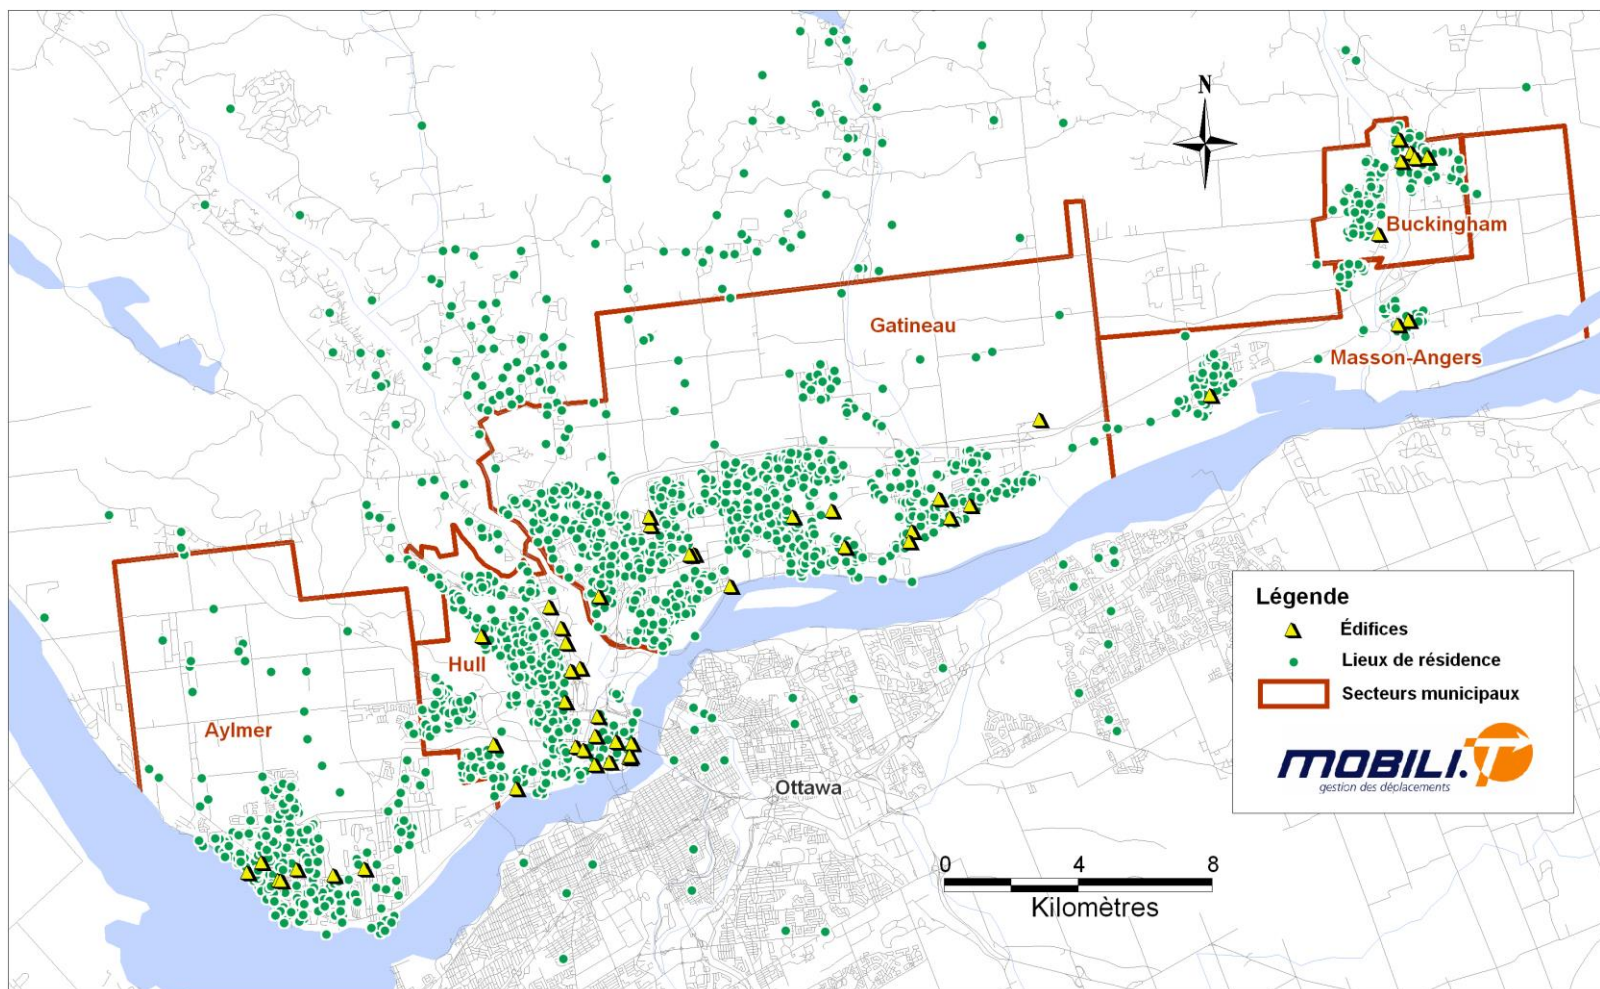 N
Buckingham
Gatineau
Masson-Angers
Hull
Aylmer
Ottawa
Légende
Édifices
Lieux de résidence
Secteurs municipaux
MOBILI.T
gestion des déplacements
0 4 8
Kilomètres